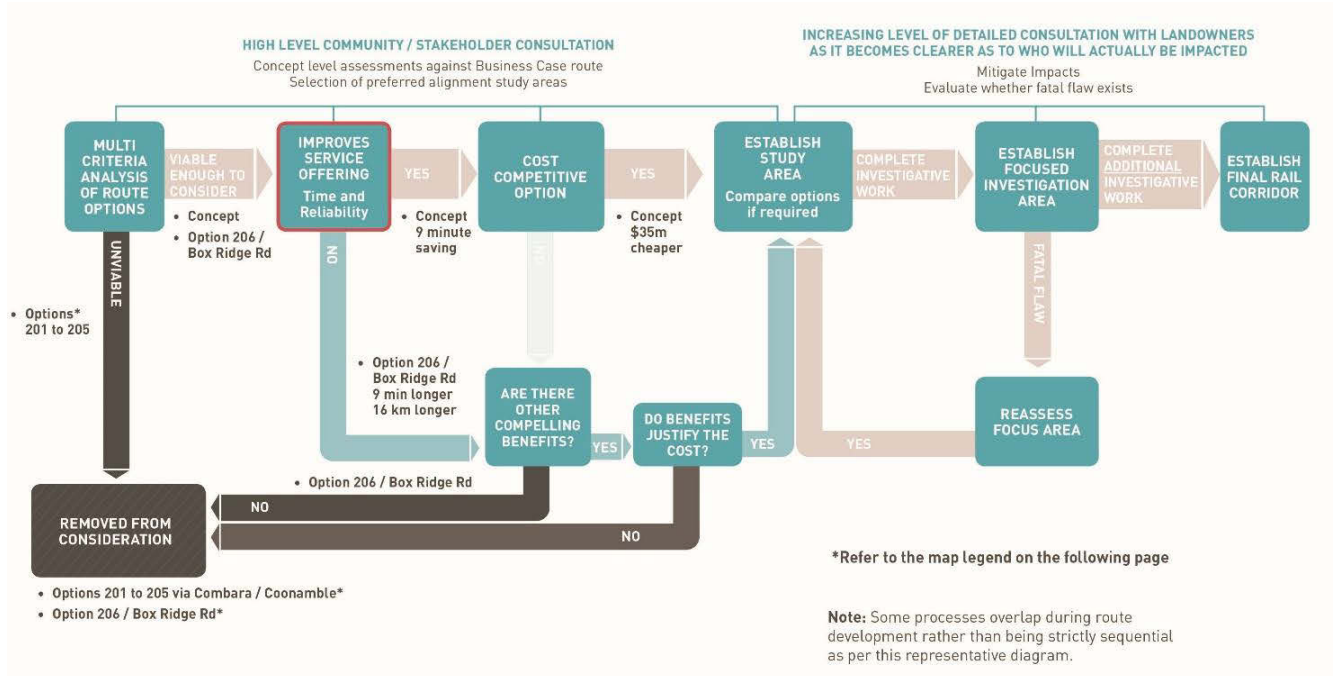 HIGH LEVEL COMMUNITY / STAKEHOLDER CONSULTATION
Concept level assessments against Business Case route
Selection of preferred alignment study areas
INCREASING LEVEL OF DETAILED CONSULTATION WITH LANDOWNERS
AS IT BECOMES CLEARER AS TO WHO WILL ACTUALLY BE IMPACTED
Mitigate Impacts
Evaluate whether fatal flaw exists
MULTI
CRITERIA
ANALYSIS
OF ROUTE
OPTIONS
VIABLE
ENOUGH TO
CONSIDER
• Concept
• Option 206 /
Box Ridge Rd
IMPROVES
SERVICE
OFFERING
Time and
Reliability
YES
• Concept
9 minute
saving
COST
COMPETITIVE
OPTION
YES
• Concept
$35m
cheaper
ESTABLISH
STUDY
AREA
Compare options
if required
COMPLETE
INVESTIGATIVE
WORK
ESTABLISH
FOCUSED
INVESTIGATION
AREA
COMPLETE
ADDITIONAL
INVESTIGATIVE
WORK
ESTABLISH
FINAL RAIL
CORRIDOR
UNVIABLE
NO
NO
FATAL FLAW
• Options*
201 to 205
• Option 206 /
Box Ridge Rd
9 min longer
16 km longer
ARE THERE
OTHER
COMPELLING
BENEFITS?
YES
DO BENEFITS
JUSTIFY THE
COST?
YES
YES
REASSESS
FOCUS AREA
• Option 206 / Box Ridge Rd
NO
NO
REMOVED FROM
CONSIDERATION
• Options 201 to 205 via Combara / Coonamble*
• Option 206 / Box Ridge Rd*
*Refer to the map legend on the following page
Note: Some processes overlap during route
development rather than being strictly sequential
as per this representative diagram.